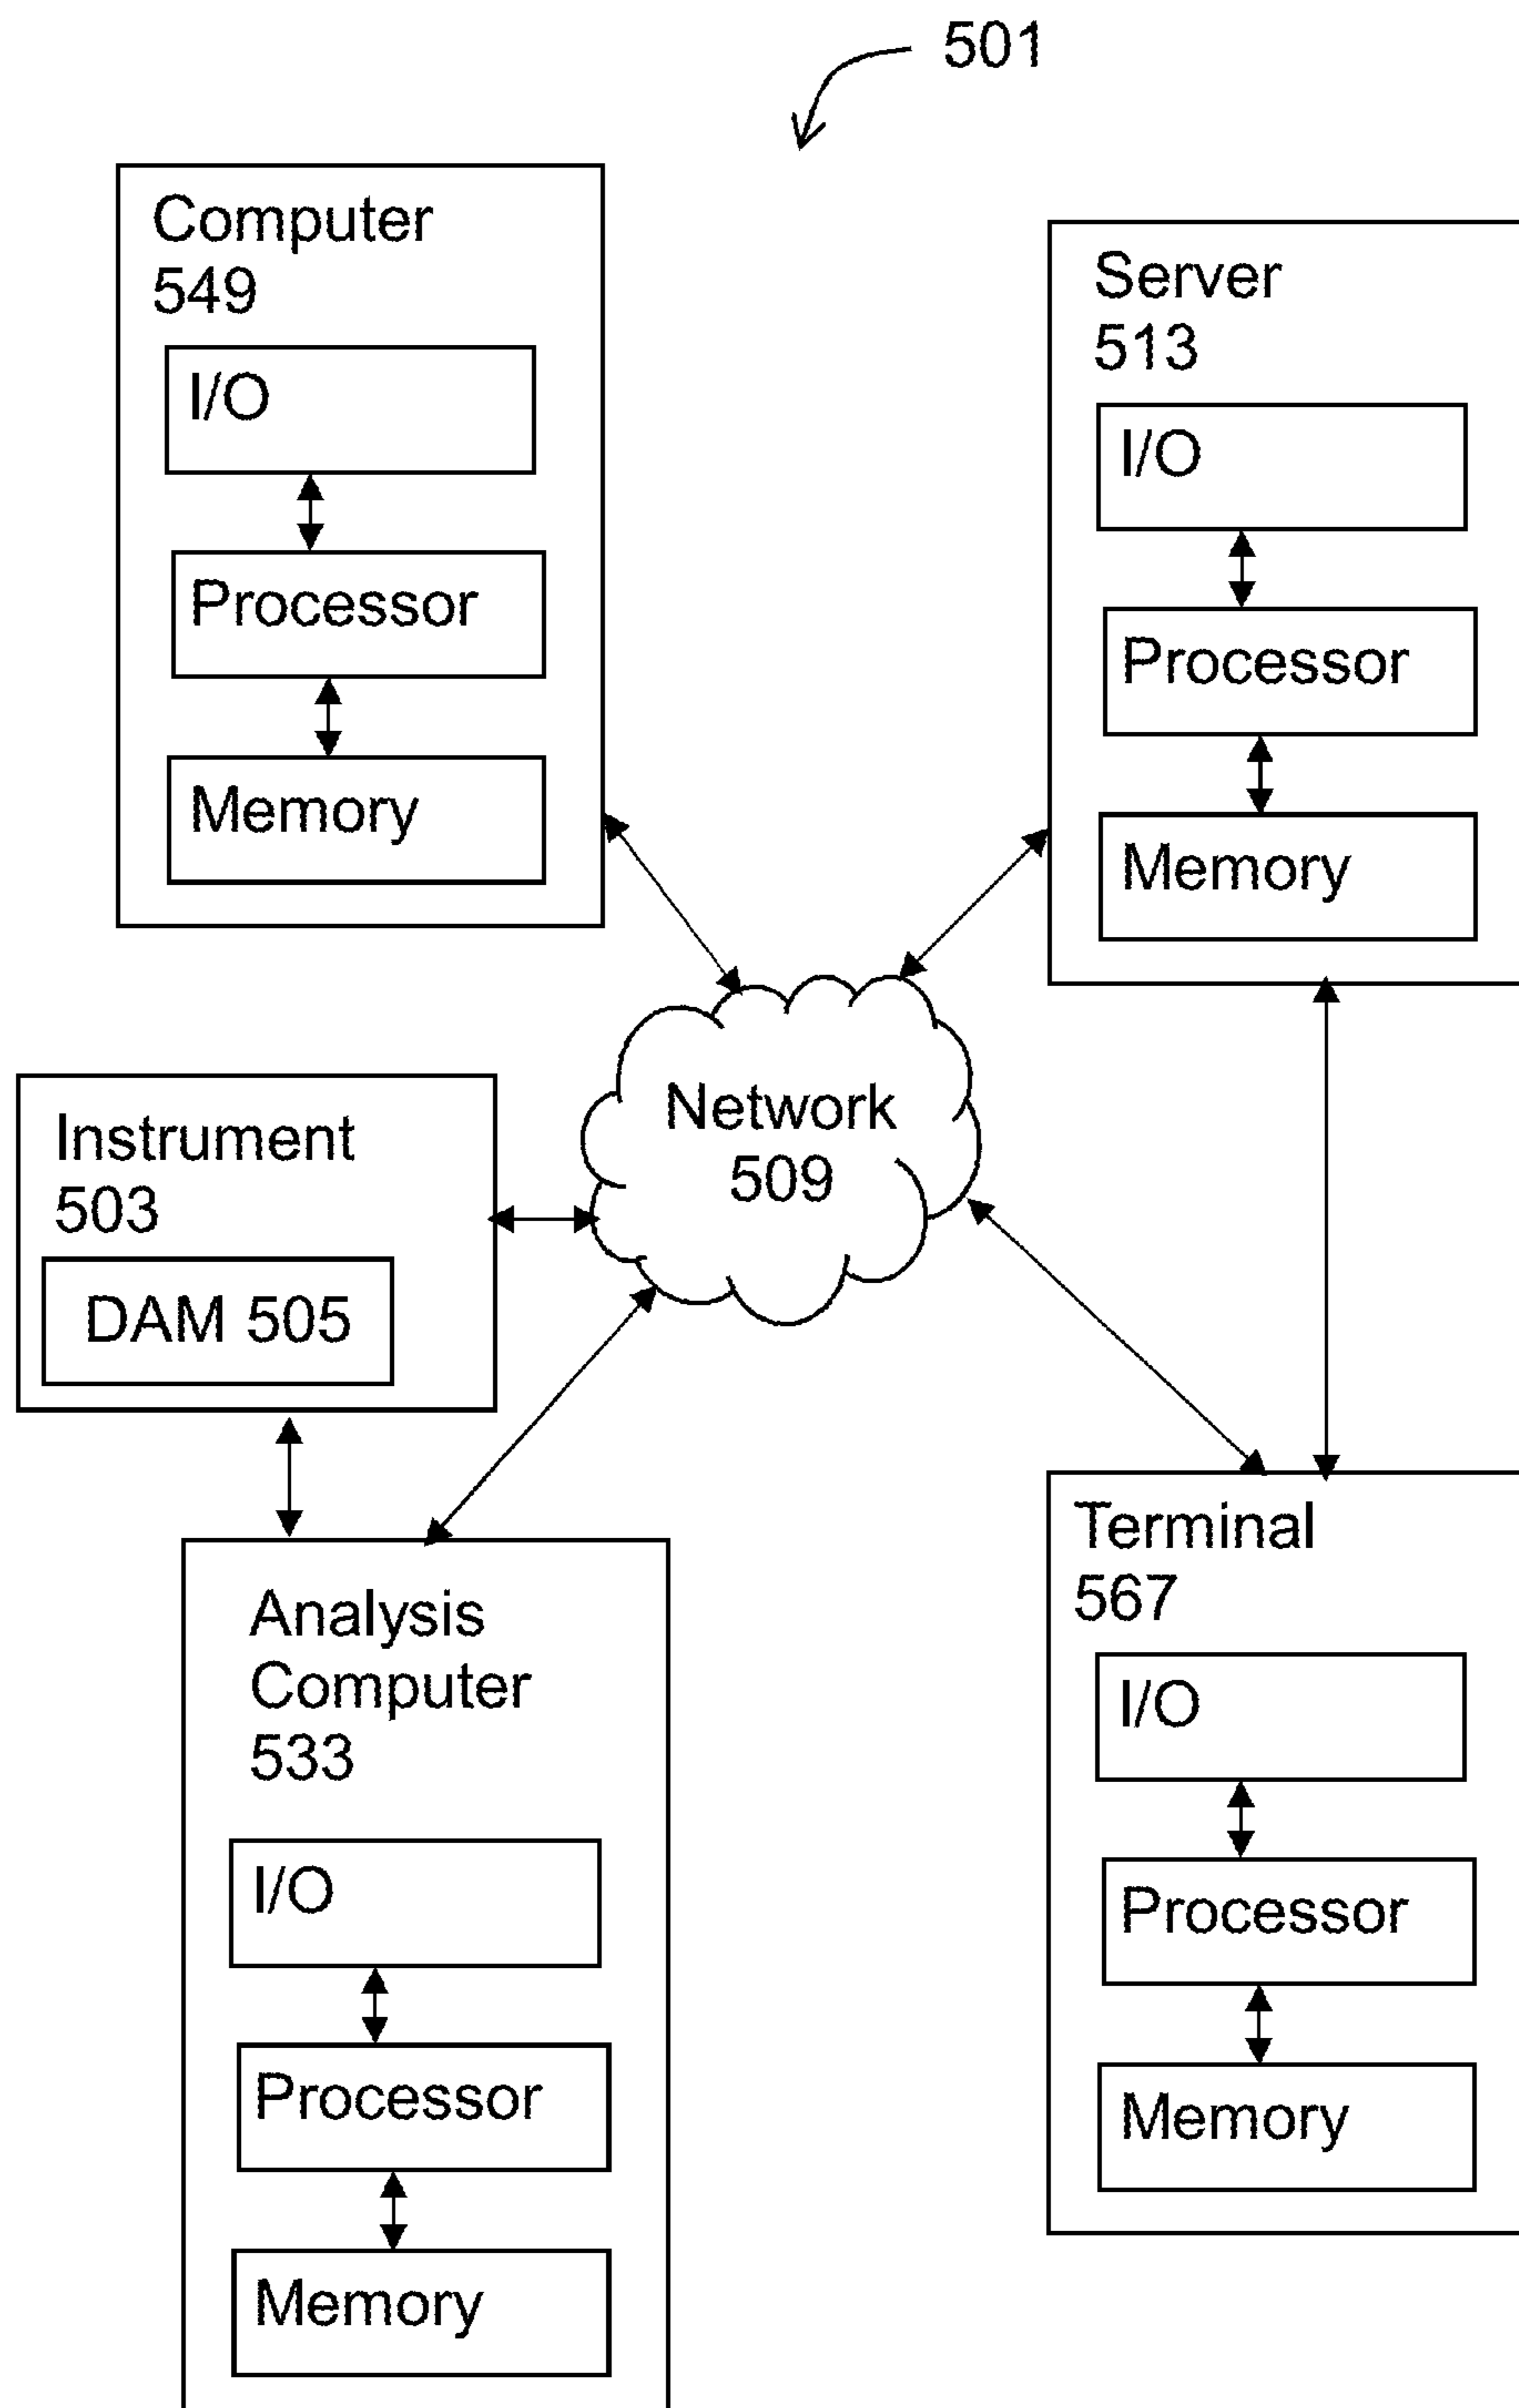 501
Computer
549
I/O
Processor
Memory
Server
513
I/O
Processor
Memory
Network
509
Instrument
503
DAM 505
Analysis
Computer
533
I/O
Processor
Memory
Terminal
567
I/O
Processor
Memory